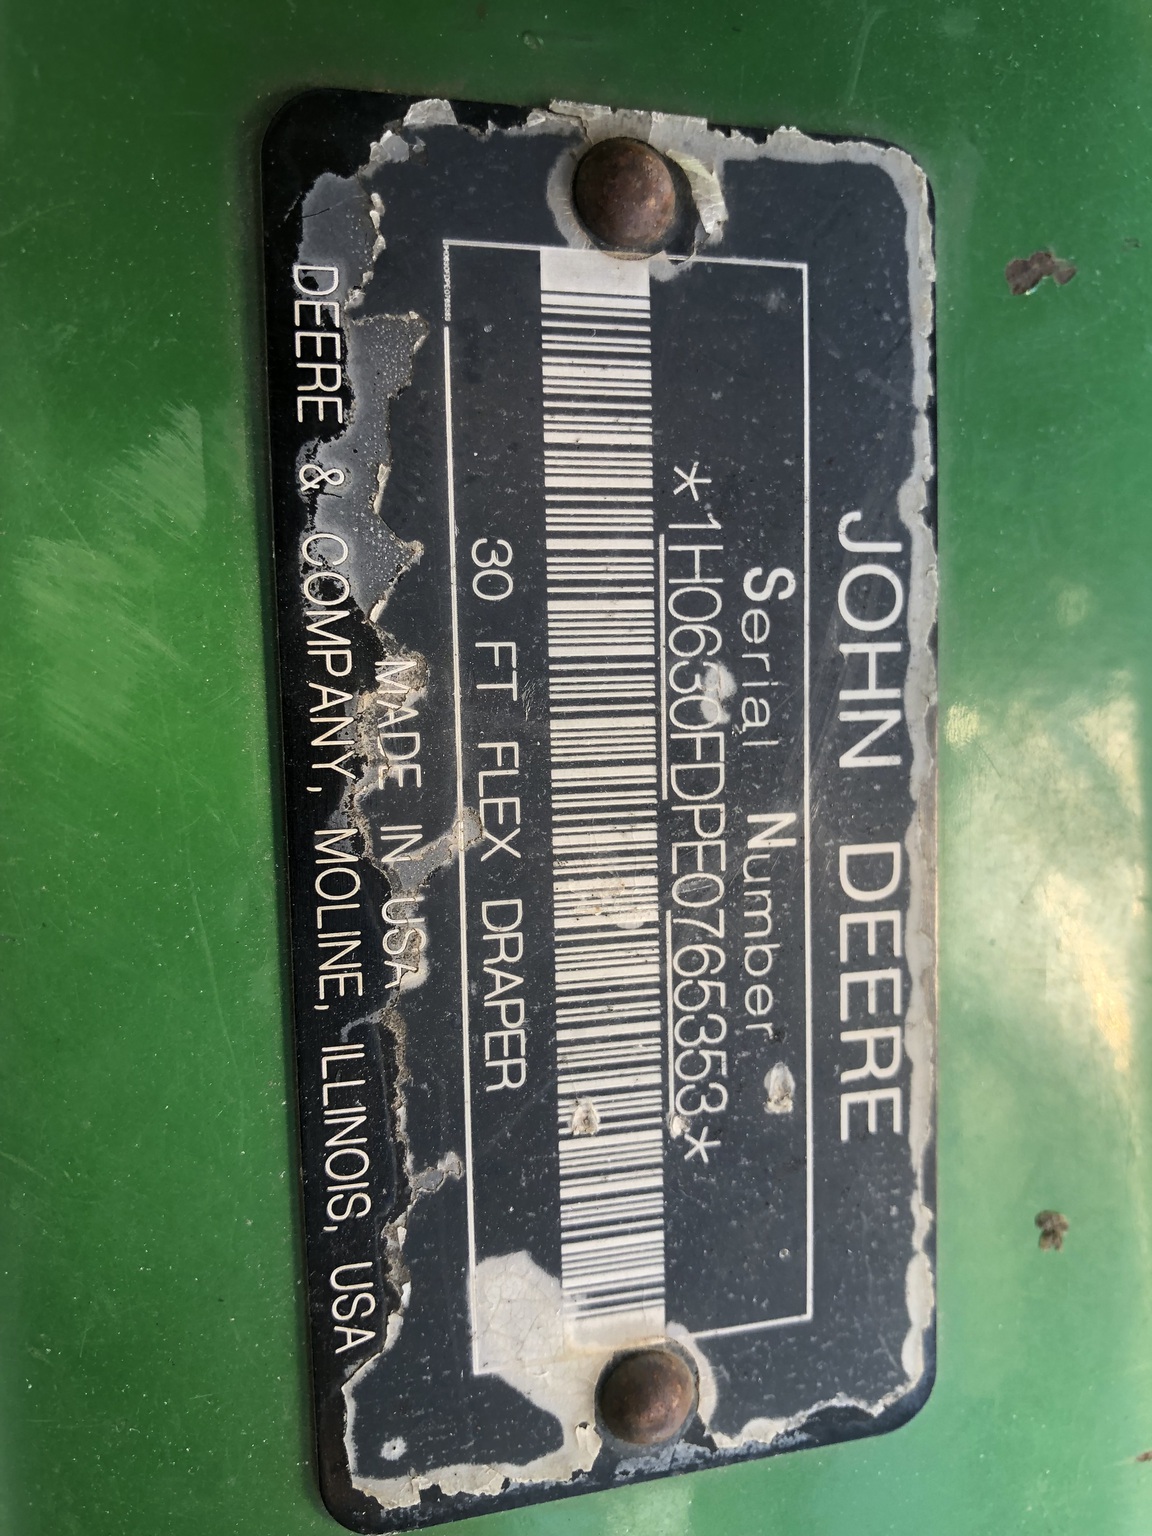 JOHN DEERE
Serial Number
*1H0630FDPE0765353*
30 FT FLEX DRAPER
MADE IN USA
DEERE & COMPANY, MOLINE, ILLINOIS, USA